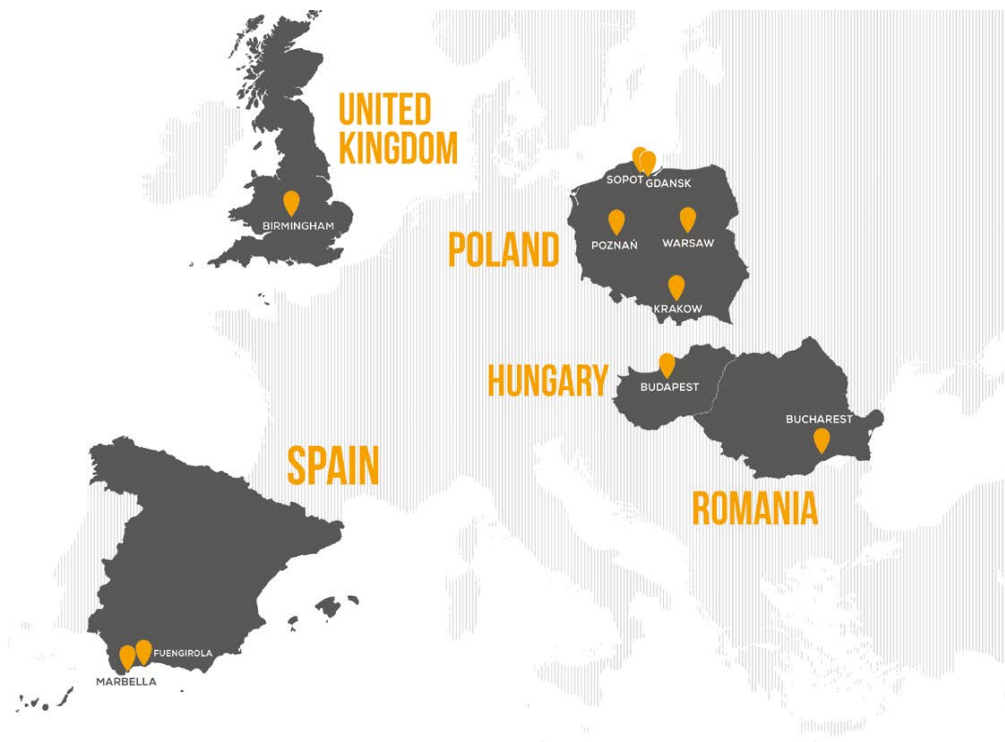 UNITED
KINGDOM
BIRMINGHAM
POLAND
SOPOT
GDANSK
POZNAŃ
WARSAW
KRAKOW
HUNGARY
BUDAPEST
BUCHAREST
ROMANIA
SPAIN
FUENGIROLA
MARBELLA